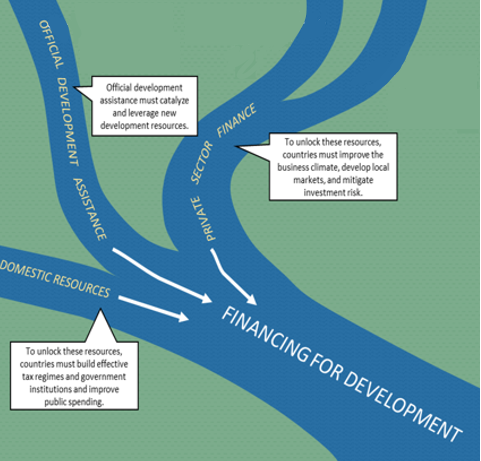 OFFICIAL DEVELOPMENT ASSISTANCE
Official development
assistance must catalyze
and leverage new
development resources.
PRIVATE SECTOR FINANCE
To unlock these resources,
countries must improve the
business climate, develop local
markets, and mitigate
investment risk.
DOMESTIC RESOURCES
To unlock these resources,
countries must build effective
tax regimes and government
institutions and improve
public spending.
FINANCING FOR DEVELOPMENT